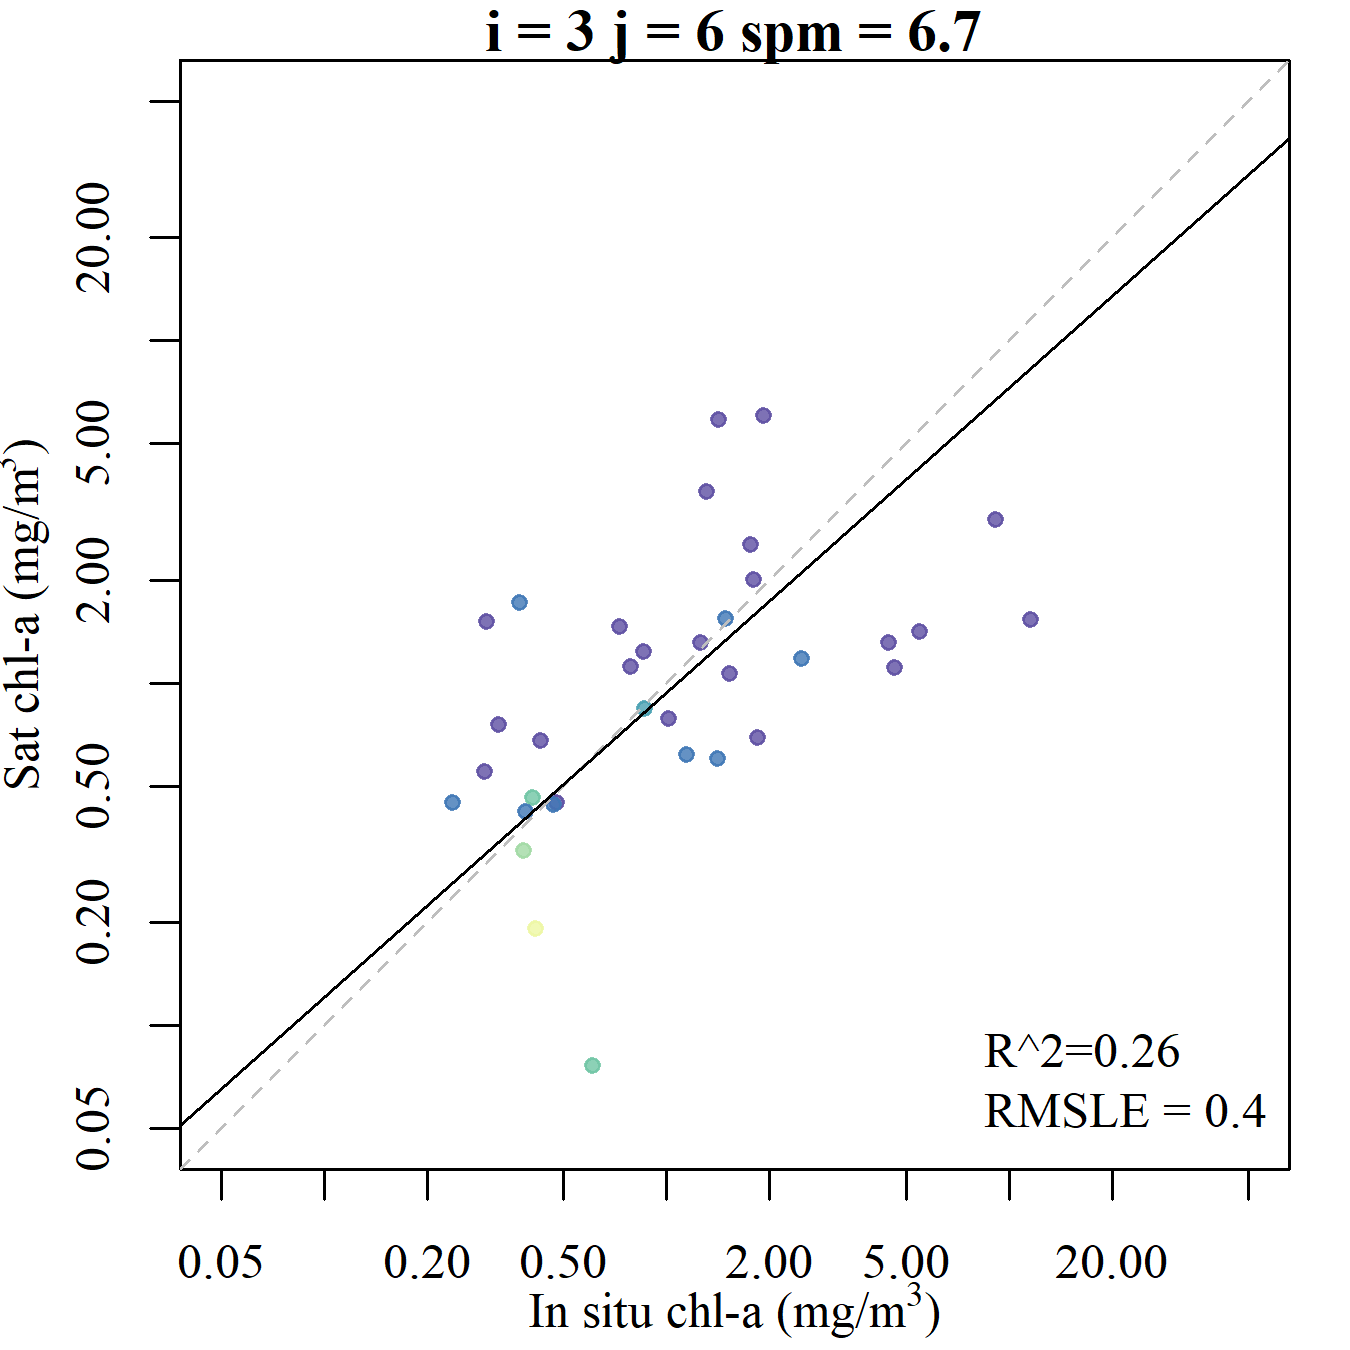 i = 3 j = 6 spm = 6.7
Sat chl-a (mg/m³)
20.00
5.00
2.00
0.50
0.20
0.05
R^2=0.26
RMSLE = 0.4
0.05 0.20 0.50 2.00 5.00 20.00
In situ chl-a (mg/m³)